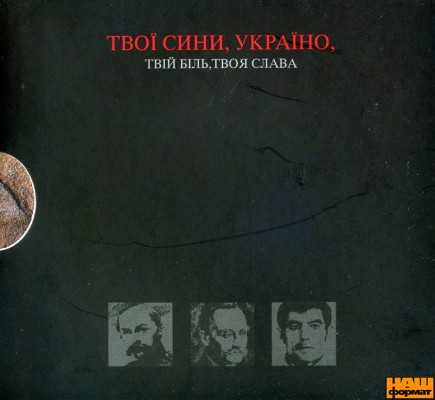 ТВОЇ СИНИ, УКРАЇНО,
ТВІЙ БІЛЬ,ТВОЯ СЛАВА
НАШ
формат